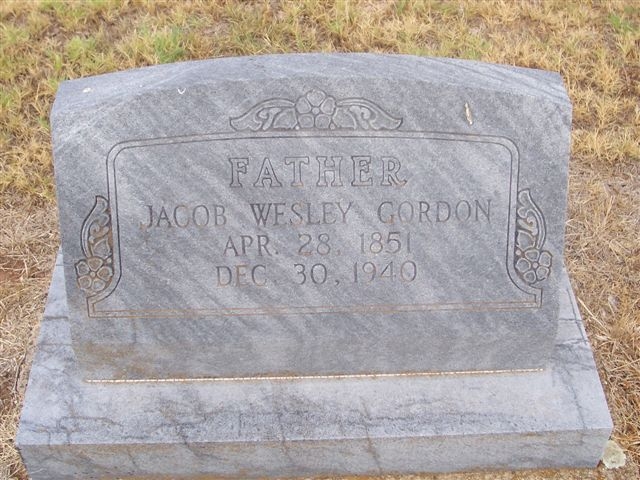 FATHER
JACOB WESLEY GORDON
APR. 28, 1851
DEC. 30, 1940